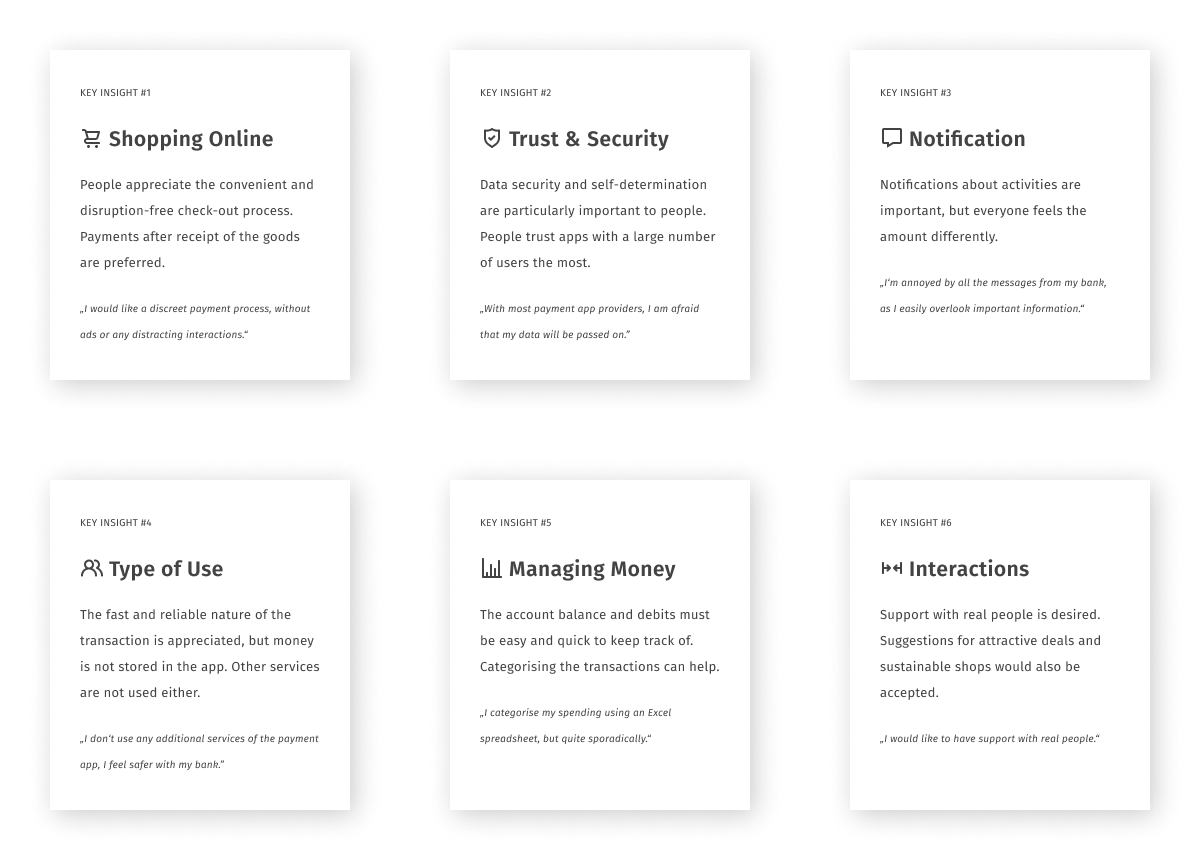 KEY INSIGHT #1
Shopping Online
People appreciate the convenient and
disruption-free check-out process.
Payments after receipt of the goods
are preferred.
„I would like a discreet payment process, without
ads or any distracting interactions.“
KEY INSIGHT #2
Trust & Security
Data security and self-determination
are particularly important to people.
People trust apps with a large number
of users the most.
„With most payment app providers, I am afraid
that my data will be passed on.”
KEY INSIGHT #3
Notification
Notifications about activities are
important, but everyone feels the
amount differently.
„I‘m annoyed by all the messages from my bank,
as I easily overlook important information.“
KEY INSIGHT #4
Type of Use
The fast and reliable nature of the
transaction is appreciated, but money
is not stored in the app. Other services
are not used either.
„I don‘t use any additional services of the payment
app, I feel safer with my bank.”
KEY INSIGHT #5
Managing Money
The account balance and debits must
be easy and quick to keep track of.
Categorising the transactions can help.
„I categorise my spending using an Excel
spreadsheet, but quite sporadically.“
KEY INSIGHT #6
Interactions
Support with real people is desired.
Suggestions for attractive deals and
sustainable shops would also be
accepted.
„I would like to have support with real people.“